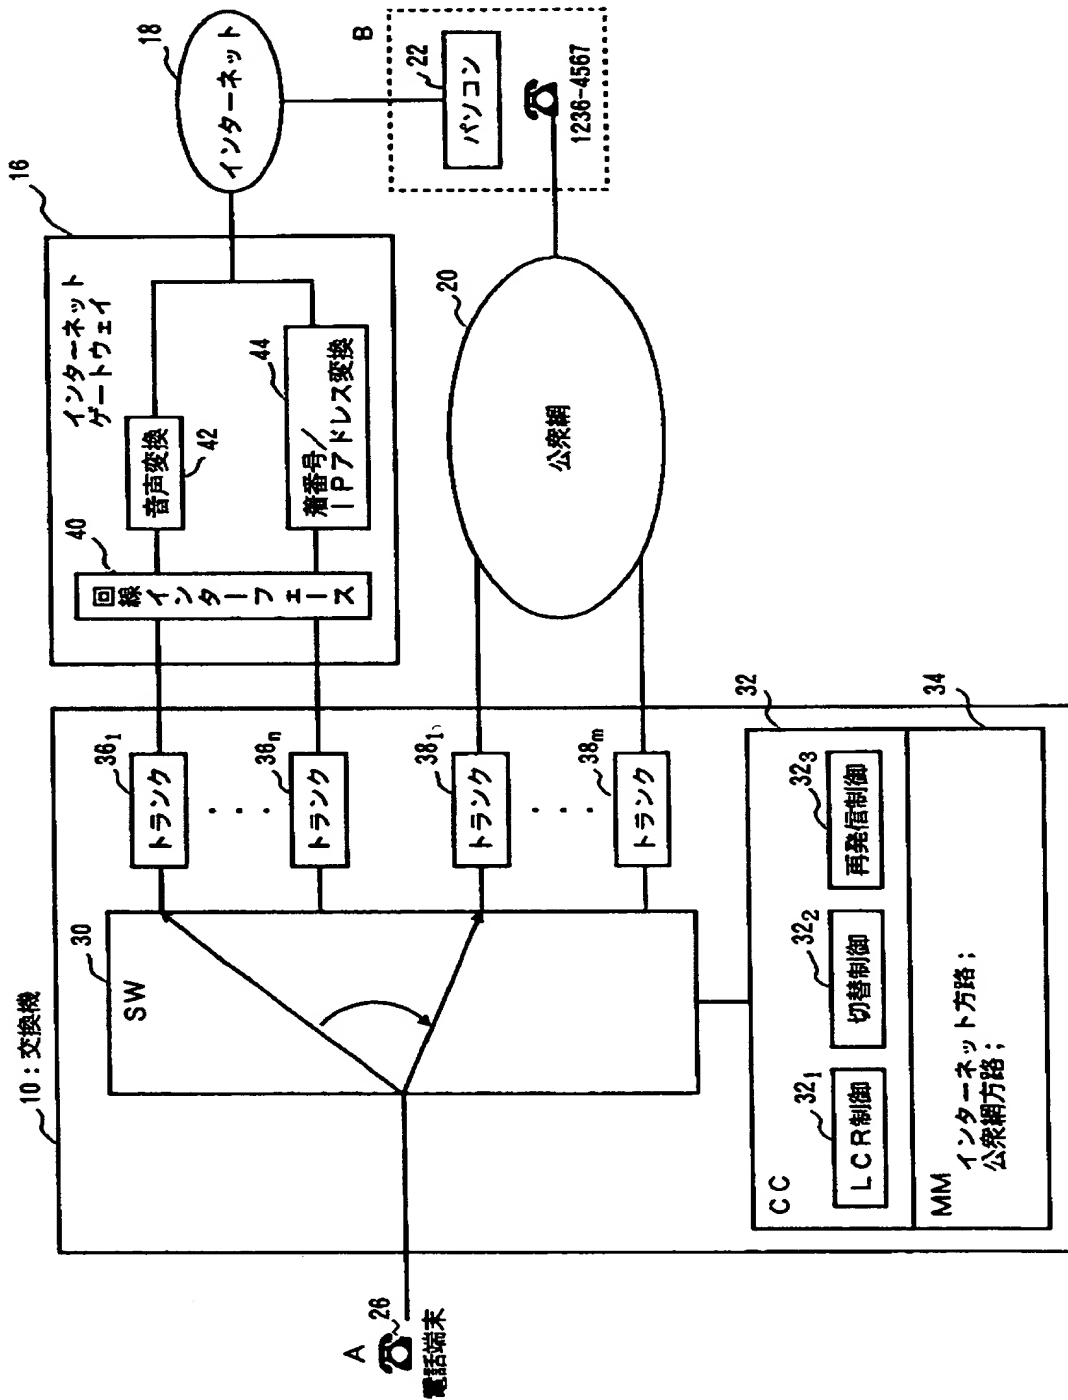 A
26
電話端末
10:交換機
30
SW
トランク
36₁
トランク
36ₙ
トランク
38₁
トランク
38ₘ
CC
32
LCR制御
32₁
切替制御
32₂
再発信制御
32₃
MM
34
インターネット方路;
公衆網方路;
16
インターネット
ゲートウェイ
40
回線インターフェース
音声変換
42
44
着番号/
IPアドレス変換
18
インターネット
20
公衆網
B
22
パソコン
1236-4567